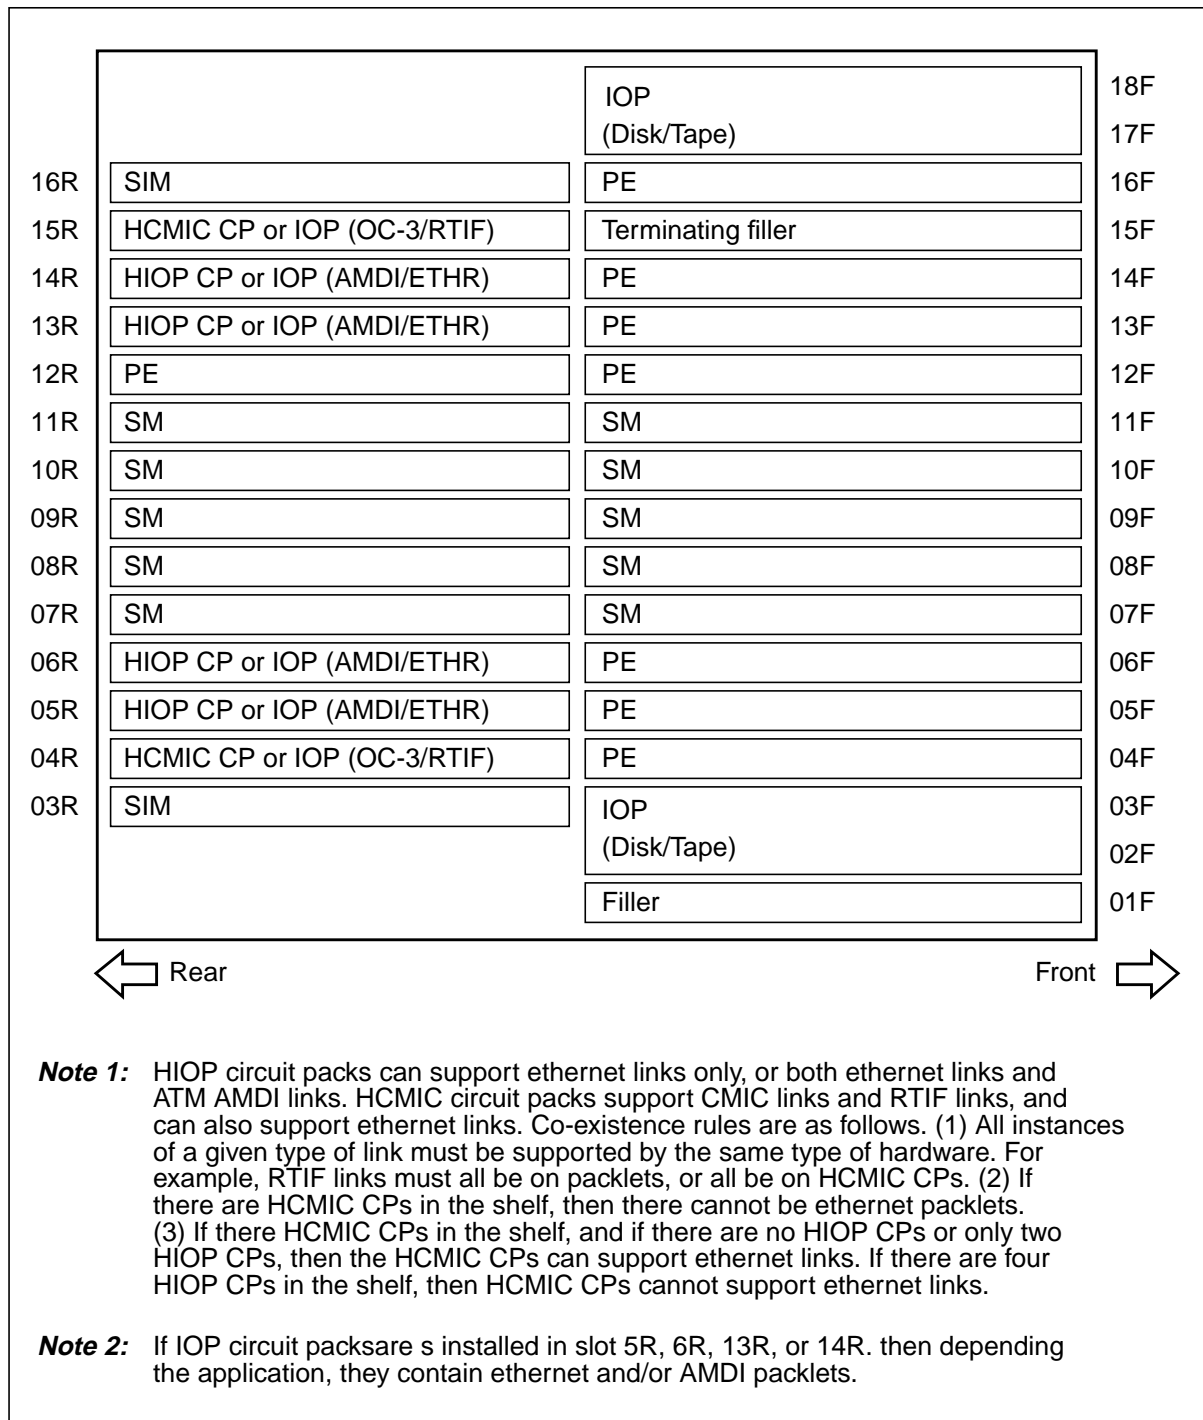 IOP 18F
(Disk/Tape) 17F
16R SIM PE 16F
15R HCMIC CP or IOP (OC-3/RTIF) Terminating filler 15F
14R HIOP CP or IOP (AMDI/ETHR) PE 14F
13R HIOP CP or IOP (AMDI/ETHR) PE 13F
12R PE PE 12F
11R SM SM 11F
10R SM SM 10F
09R SM SM 09F
08R SM SM 08F
07R SM SM 07F
06R HIOP CP or IOP (AMDI/ETHR) PE 06F
05R HIOP CP or IOP (AMDI/ETHR) PE 05F
04R HCMIC CP or IOP (OC-3/RTIF) PE 04F
03R SIM IOP 03F
(Disk/Tape) 02F
Filler 01F
Rear Front
Note 1: HIOP circuit packs can support ethernet links only, or both ethernet links and
ATM AMDI links. HCMIC circuit packs support CMIC links and RTIF links, and
can also support ethernet links. Co-existence rules are as follows. (1) All instances
of a given type of link must be supported by the same type of hardware. For
example, RTIF links must all be on packlets, or all be on HCMIC CPs. (2) If
there are HCMIC CPs in the shelf, then there cannot be ethernet packlets.
(3) If there HCMIC CPs in the shelf, and if there are no HIOP CPs or only two
HIOP CPs, then the HCMIC CPs can support ethernet links. If there are four
HIOP CPs in the shelf, then HCMIC CPs cannot support ethernet links.
Note 2: If IOP circuit packsare s installed in slot 5R, 6R, 13R, or 14R. then depending
the application, they contain ethernet and/or AMDI packlets.